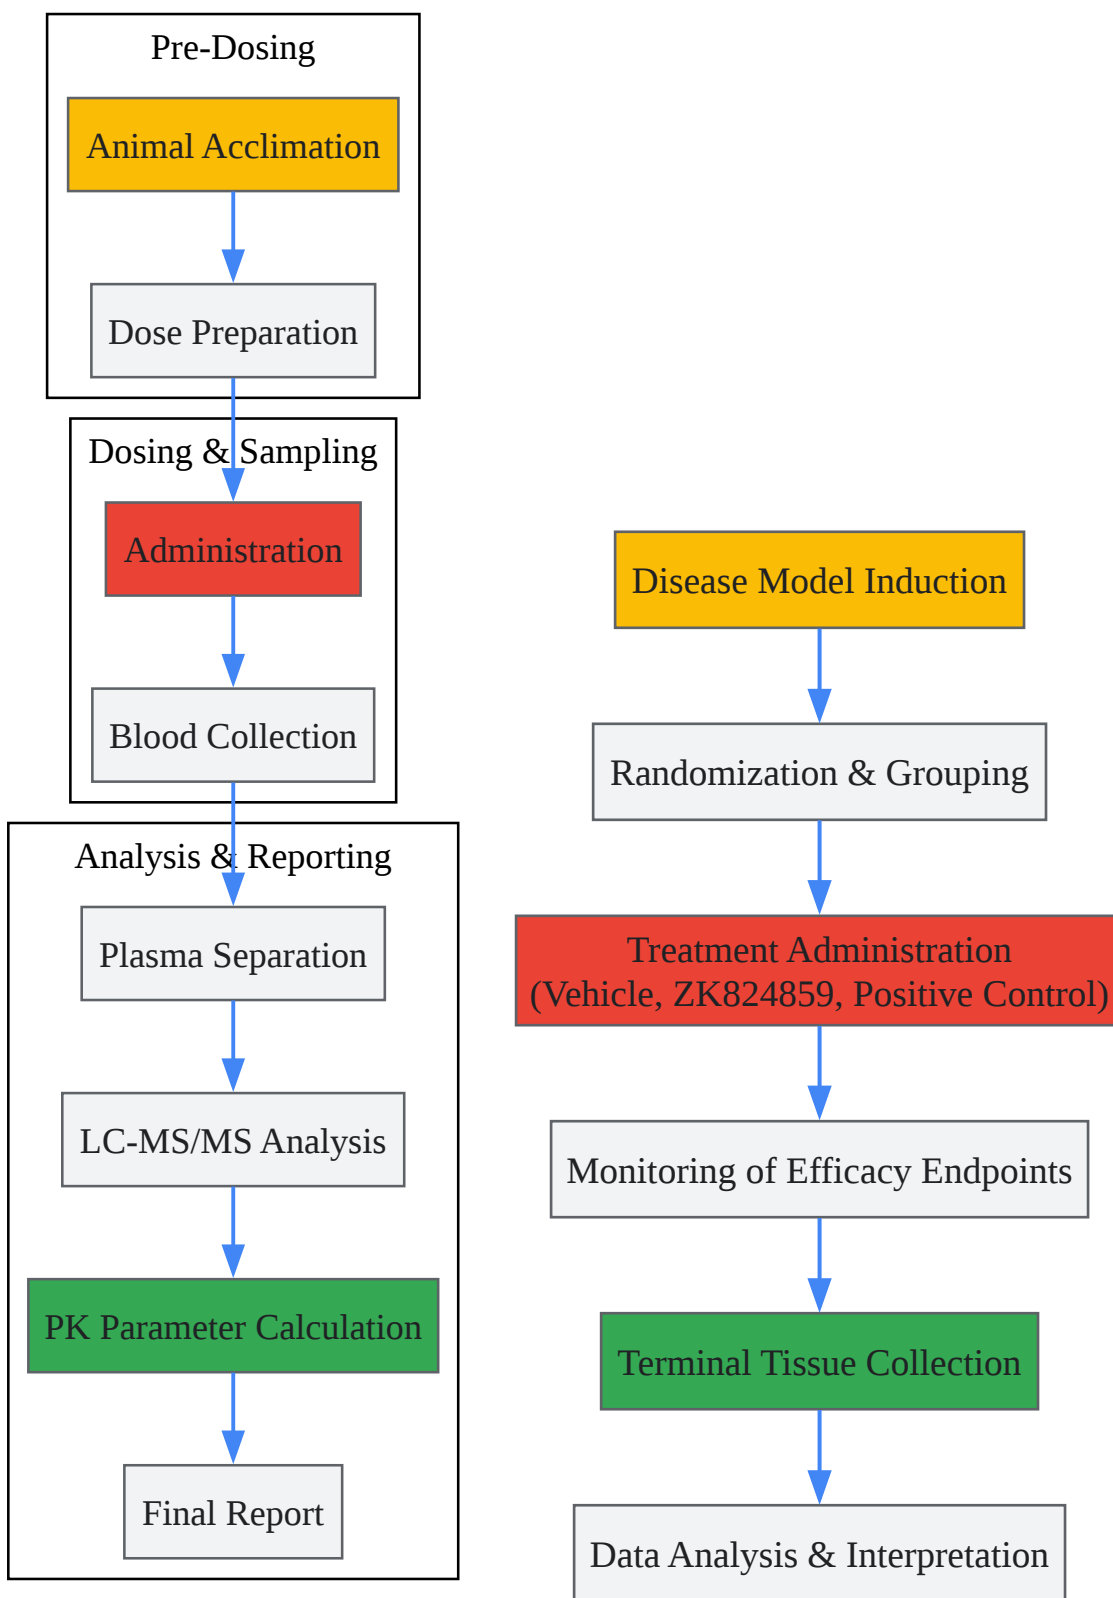 Pre-Dosing
Animal Acclimation
Dose Preparation
Dosing & Sampling
Administration
Blood Collection
Analysis & Reporting
Plasma Separation
LC-MS/MS Analysis
PK Parameter Calculation
Final Report
Disease Model Induction
Randomization & Grouping
Treatment Administration
(Vehicle, ZK824859, Positive Control)
Monitoring of Efficacy Endpoints
Terminal Tissue Collection
Data Analysis & Interpretation